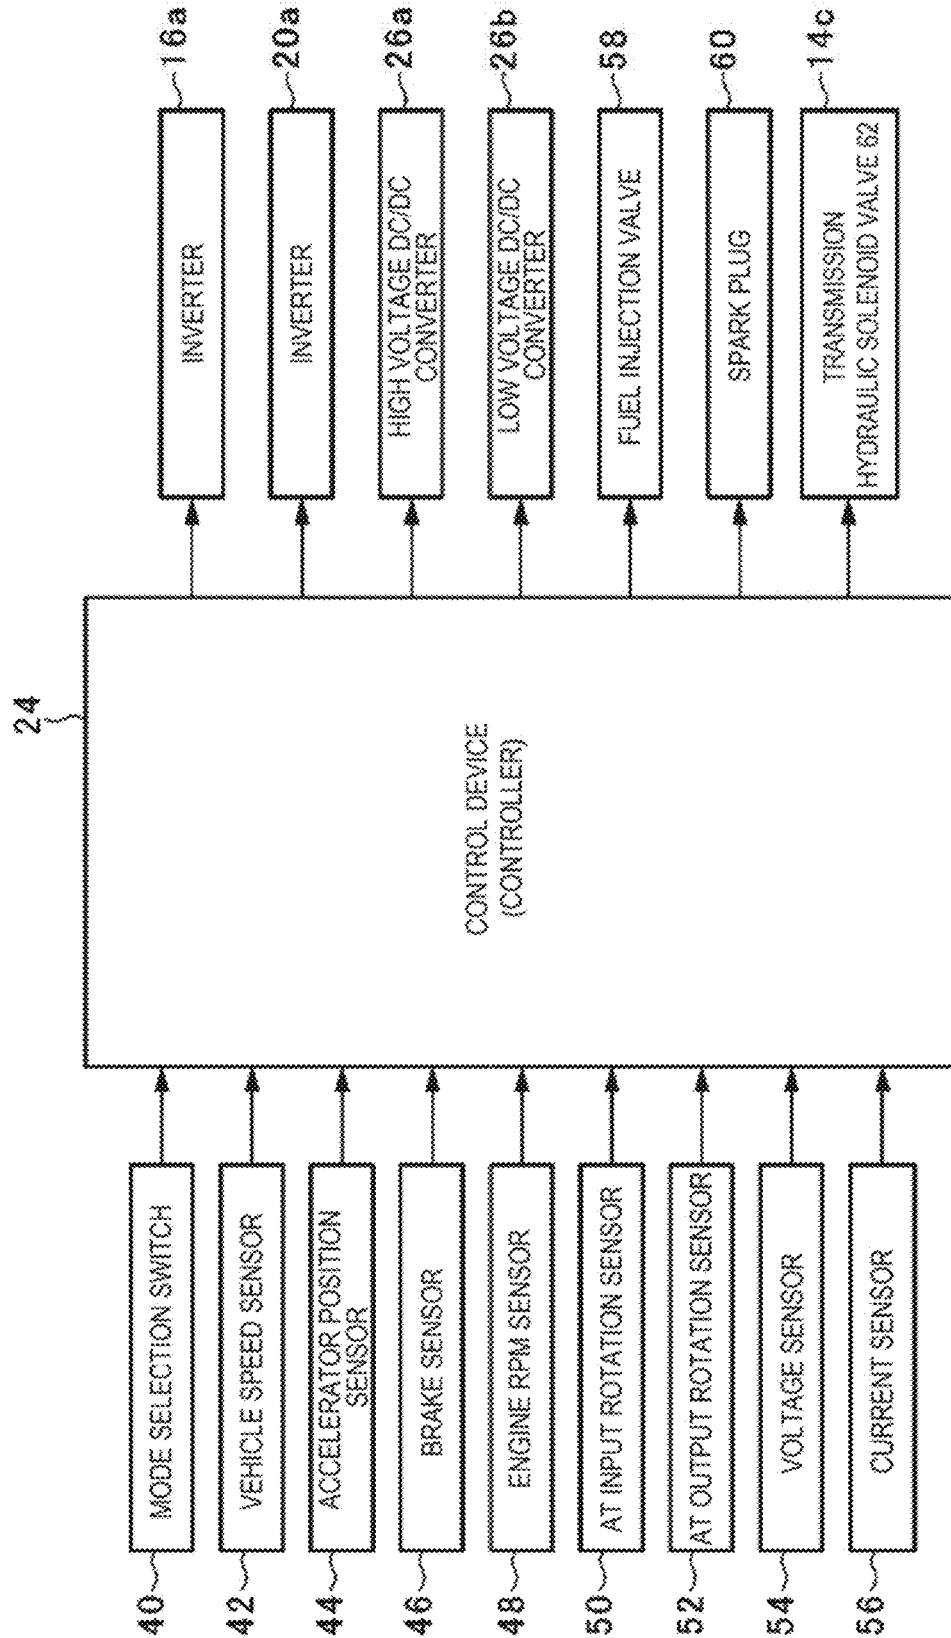 24
40
MODE SELECTION SWITCH
42
VEHICLE SPEED SENSOR
44
ACCELERATOR POSITION
SENSOR
46
BRAKE SENSOR
48
ENGINE RPM SENSOR
50
AT INPUT ROTATION SENSOR
52
AT OUTPUT ROTATION SENSOR
54
VOLTAGE SENSOR
56
CURRENT SENSOR
CONTROL DEVICE
(CONTROLLER)
INVERTER
16a
INVERTER
20a
HIGH VOLTAGE DC/DC
CONVERTER
26a
LOW VOLTAGE DC/DC
CONVERTER
26b
FUEL INJECTION VALVE
58
SPARK PLUG
60
TRANSMISSION
HYDRAULIC SOLENOID VALVE 62
14c